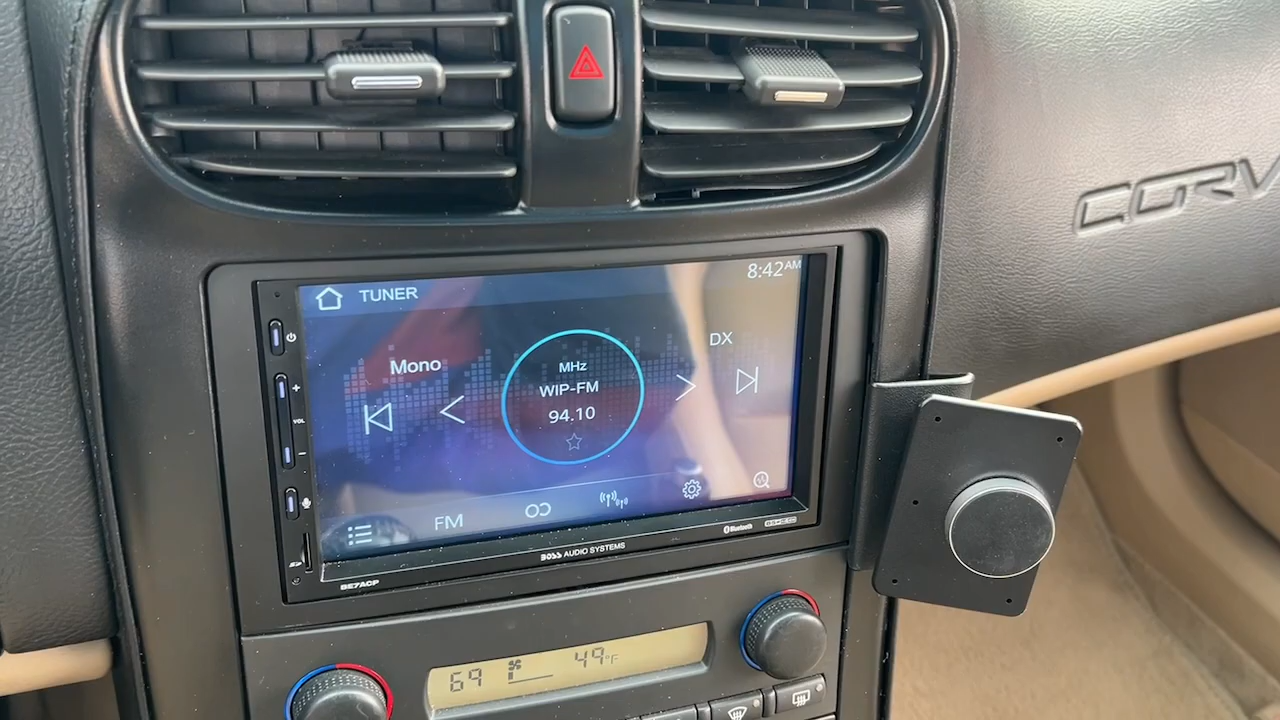 CORV
8:42AM
TUNER
DX
Mono
MHz
WIP-FM
94.10
VOL
FM
BOSS AUDIO SYSTEMS
Bluetooth
BE7ACP
69
49°F